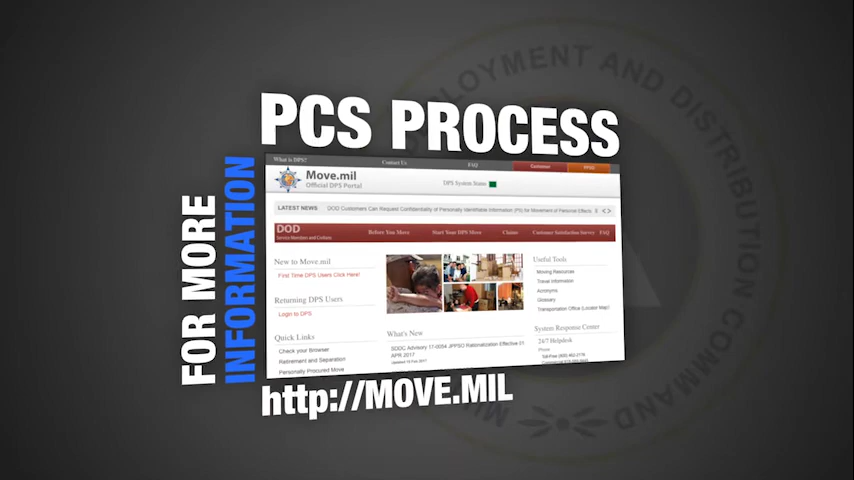 PLOYMENT AND DISTRIBUTION COMMAND
PCS PROCESS
FOR MORE
INFORMATION
What is DPS?
Contact Us
FAQ
Customer
PPSO
Move.mil
Official DPS Portal
DPS System Status
LATEST NEWS
DOD Customers Can Request Confidentiality of Personally Identifiable Information (PII) for Movement of Personal Effects
DOD
Service Members and Civilians
Before You Move
Start Your DPS Move
Claims
Customer Satisfaction Survey
FAQ
New to Move.mil
First Time DPS Users Click Here!
Returning DPS Users
Login to DPS
Quick Links
Check your Browser
Retirement and Separation
Personally Procured Move
What's New
SDDC Advisory 17-0054 JPPSO Rationalization Effective 01
APR 2017
Useful Tools
Moving Resources
Travel Information
Acronyms
Glossary
Transportation Office (Locator Map)
System Response Center
24/7 Helpdesk
Phone
http://MOVE.MIL